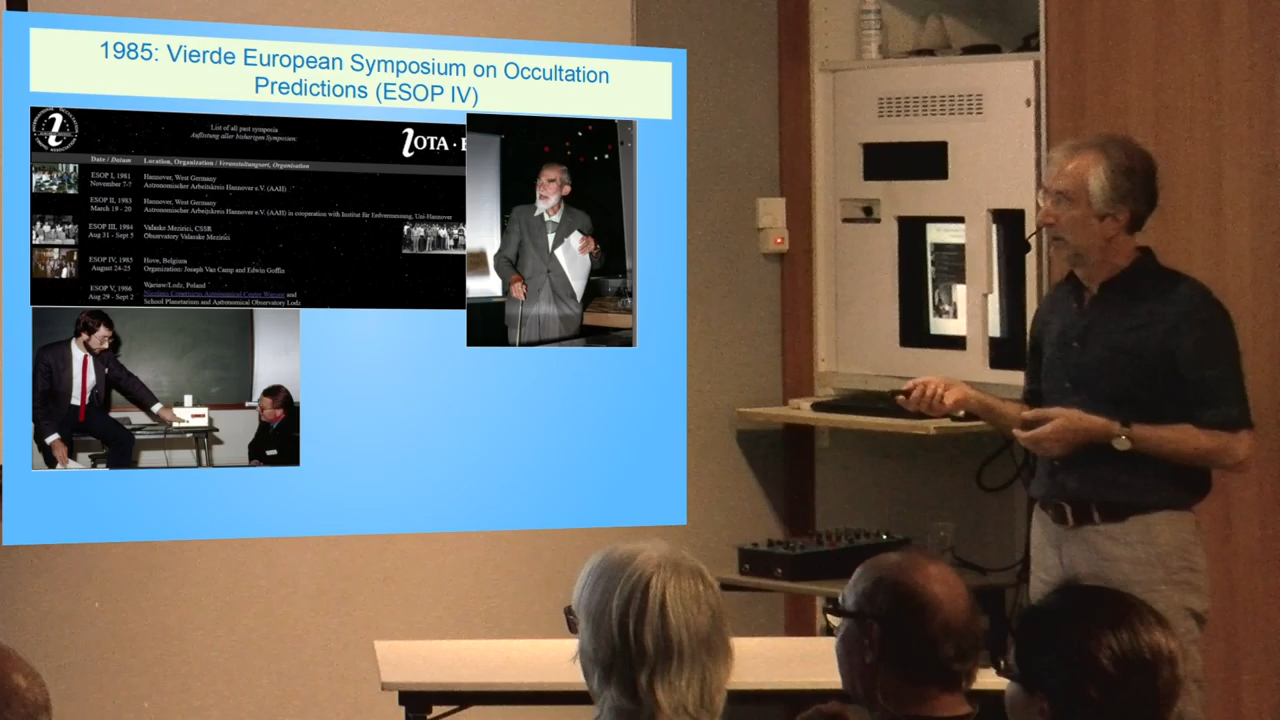 1985: Vierde European Symposium on Occultation
Predictions (ESOP IV)
List of all past symposia
Auflistung aller bisherigen Symposien:
IOTA · E
Date / Datum Location, Organization / Veranstaltungsort, Organisation
ESOP I, 1981 Hannover, West Germany
November 7-? Astronomischer Arbeitskreis Hannover e.V. (AAH)
ESOP II, 1983 Hannover, West Germany
March 19 - 20 Astronomischer Arbeitskreis Hannover e.V. (AAH) in cooperation with Institut für Erdvermessung, Uni-Hannover
ESOP III, 1984 Valaske Mezirici, CSSR
Aug 31 - Sept 5 Observatory Valasske Mezirici
ESOP IV, 1985 Hove, Belgium
August 24-25 Organization: Joseph Van Camp and Edwin Goffin
ESOP V, 1986 Warsaw/Lodz, Poland
Aug 29 - Sept 2 Nicolaus Copernicus Astronomical Center Warsaw and
School Planetarium and Astronomical Observatory Lodz